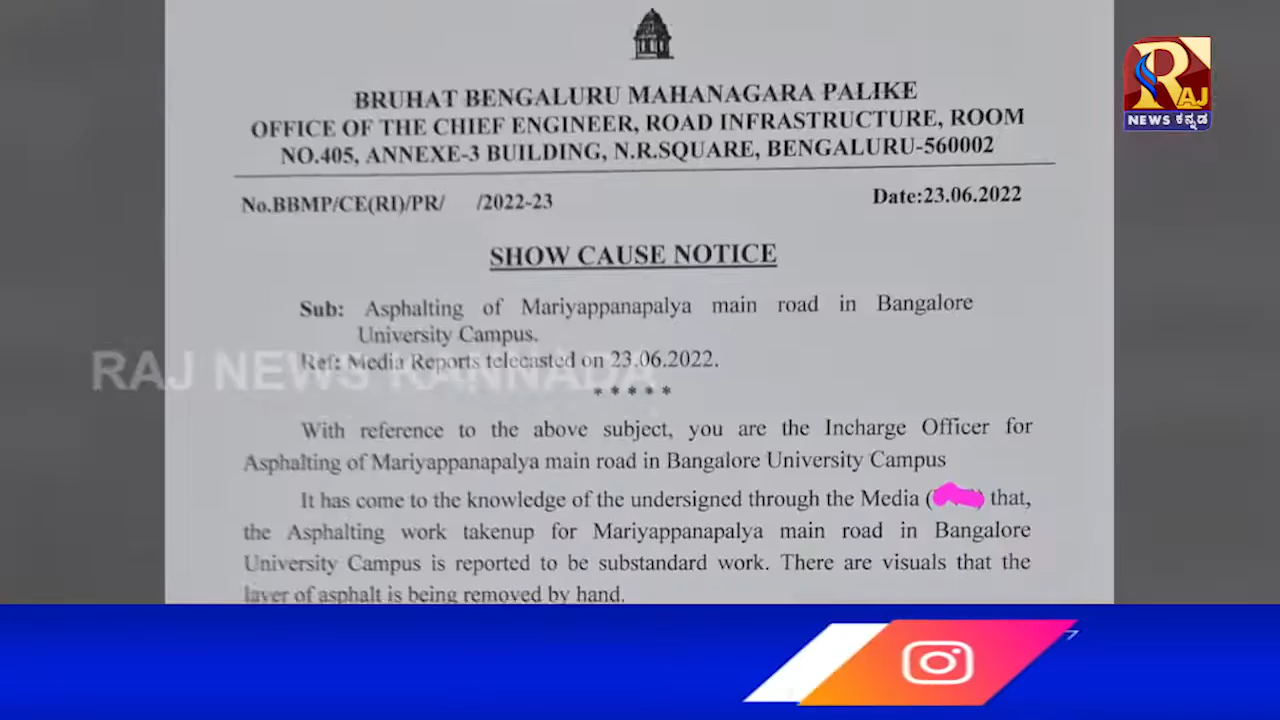 BRUHAT BENGALURU MAHANAGARA PALIKE
OFFICE OF THE CHIEF ENGINEER, ROAD INFRASTRUCTURE, ROOM
NO.405, ANNEXE-3 BUILDING, N.R.SQUARE, BENGALURU-560002
No.BBMP/CE(RI)/PR/ /2022-23 Date:23.06.2022
SHOW CAUSE NOTICE
Sub: Asphalting of Mariyappanapalya main road in Bangalore
University Campus.
Ref: Media Reports telecasted on 23.06.2022.
* * * * *
With reference to the above subject, you are the Incharge Officer for
Asphalting of Mariyappanapalya main road in Bangalore University Campus
It has come to the knowledge of the undersigned through the Media ( ) that,
the Asphalting work takenup for Mariyappanapalya main road in Bangalore
University Campus is reported to be substandard work. There are visuals that the
layer of asphalt is being removed by hand.
RAJ NEWS KANNADA
RAJ
NEWS ಕನ್ನಡ